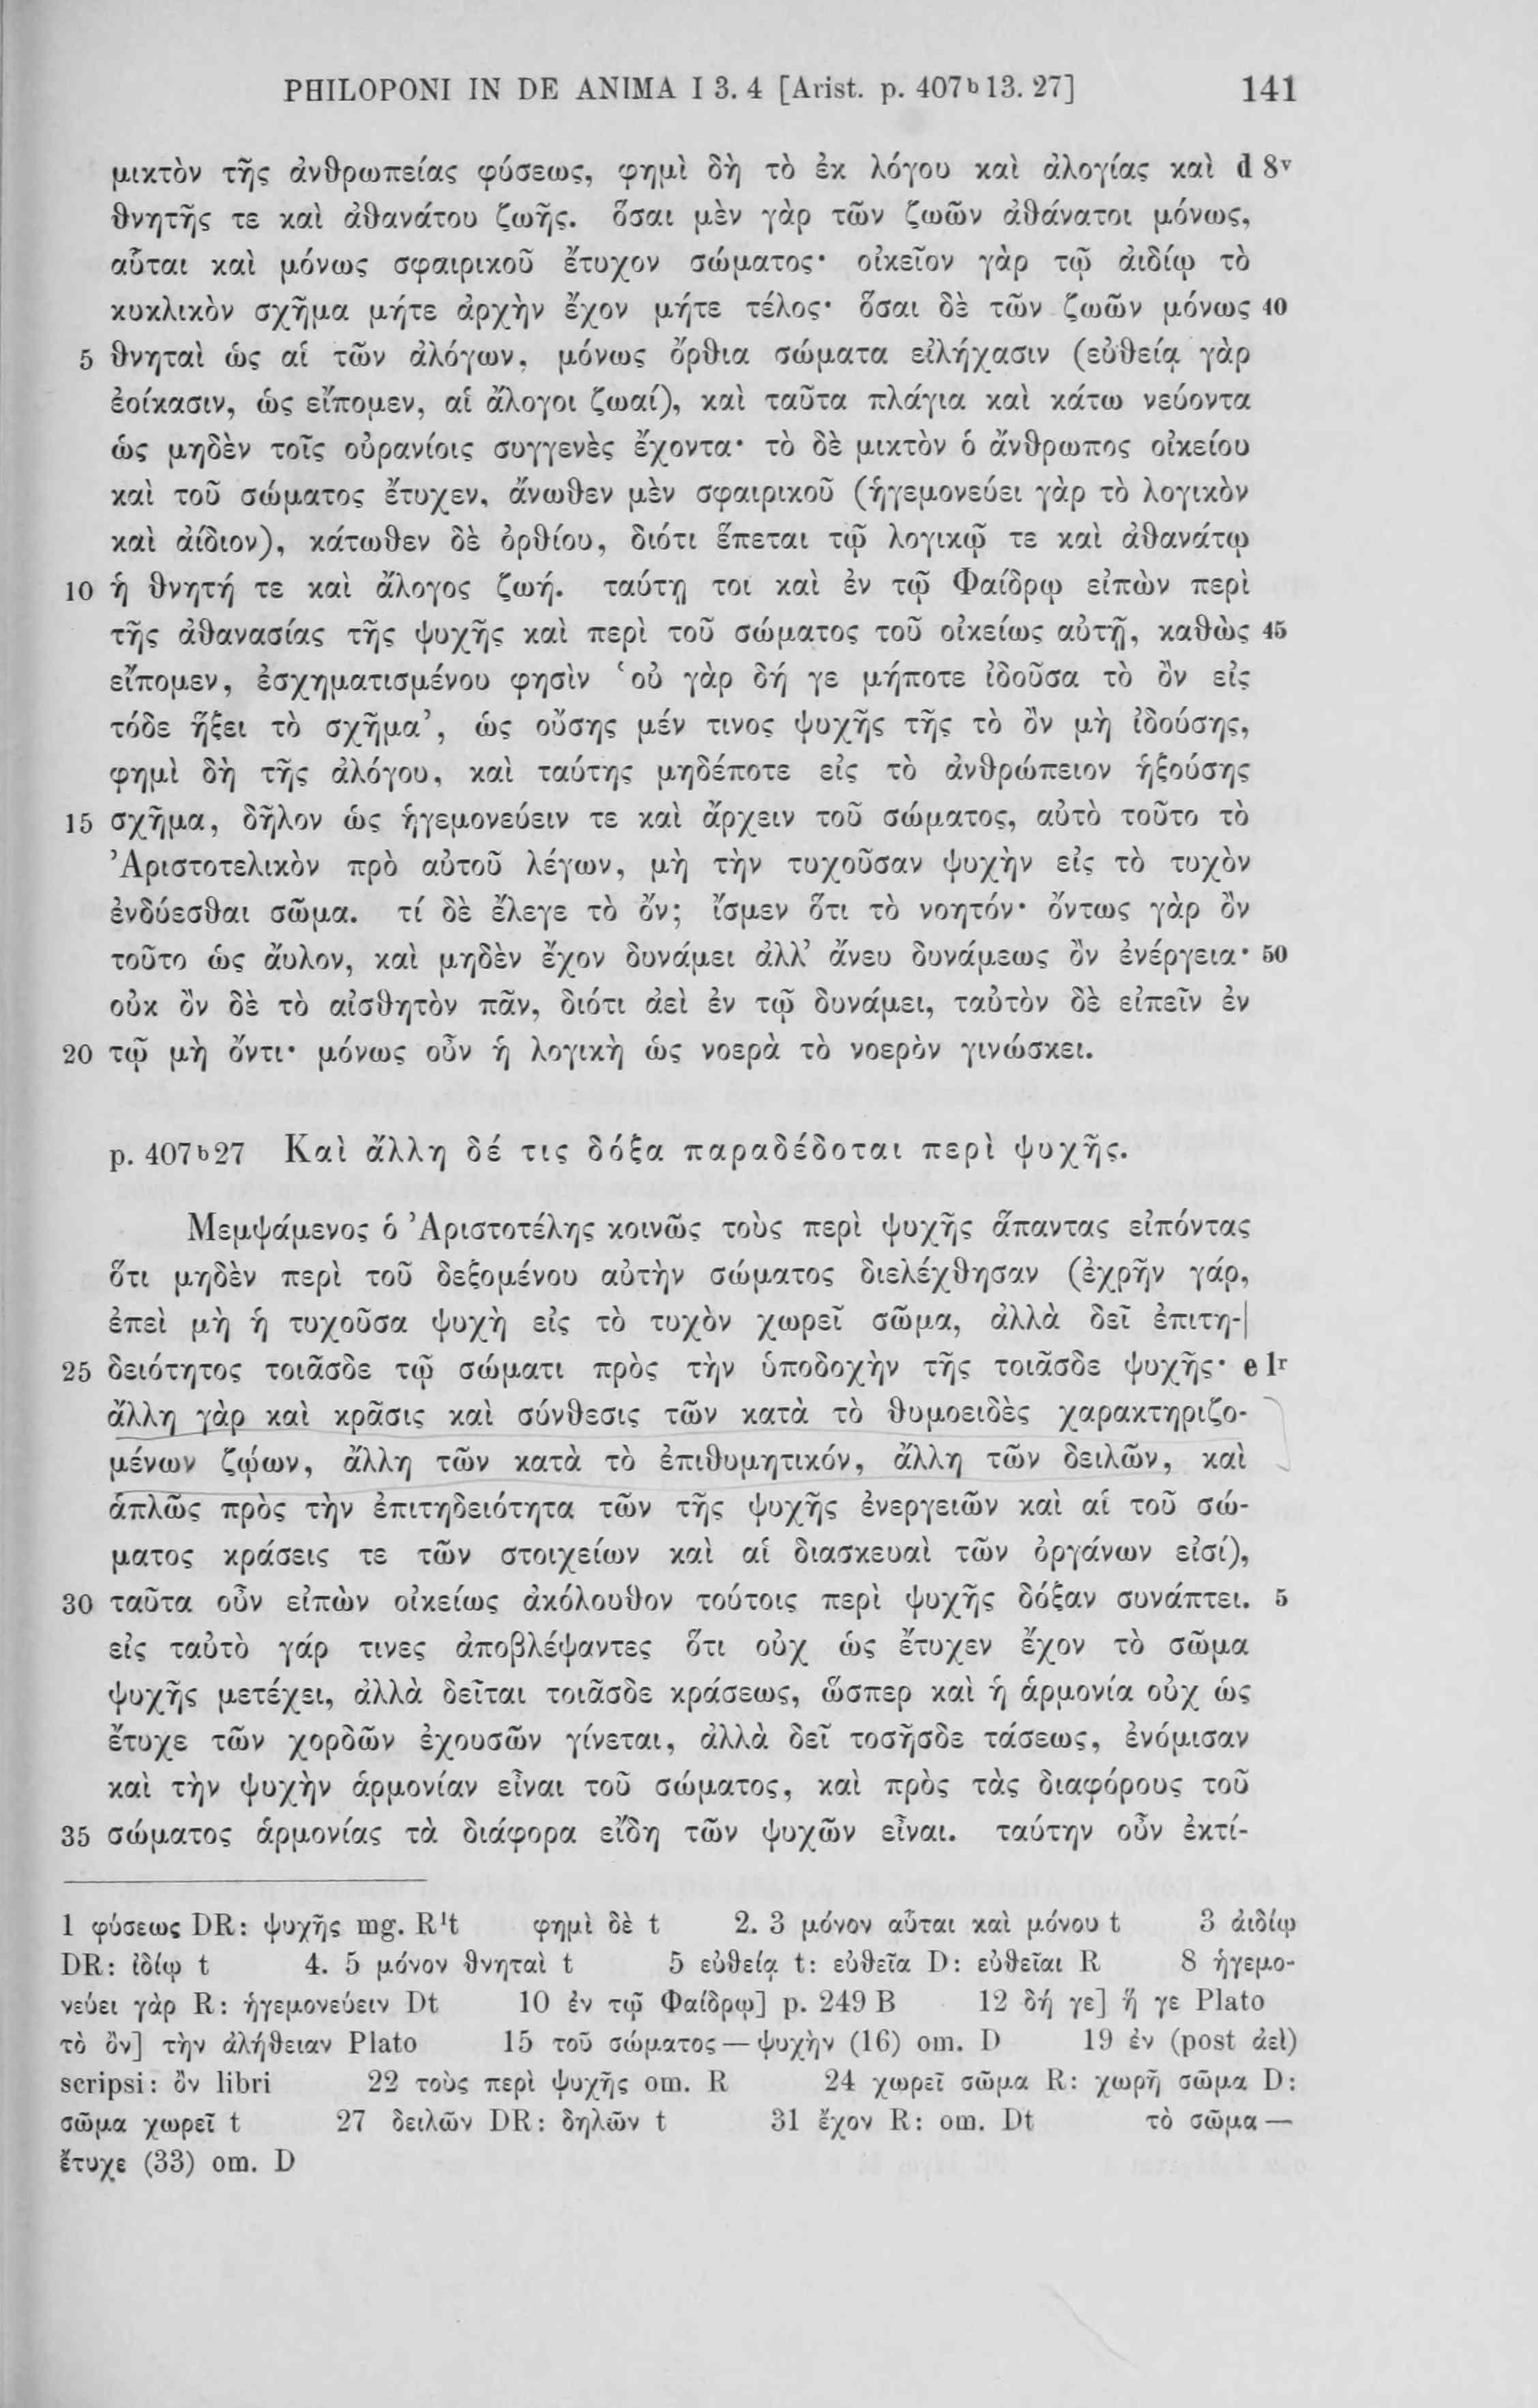 PHILOPONI IN DE ANIMA I 3. 4 [Arist. p. 407ᵇ13. 27] 141
μικτὸν τῆς ἀνθρωπείας φύσεως, φημὶ δὴ τὸ ἐκ λόγου καὶ ἀλογίας καὶ d 8ᵛ
θνητῆς τε καὶ ἀθανάτου ζωῆς. ὅσαι μὲν γὰρ τῶν ζωῶν ἀθάνατοι μόνως,
αὗται καὶ μόνως σφαιρικοῦ ἔτυχον σώματος· οἰκεῖον γὰρ τῷ ἀιδίῳ τὸ
κυκλικὸν σχῆμα μήτε ἀρχὴν ἔχον μήτε τέλος· ὅσαι δὲ τῶν ζωῶν μόνως 40
5 θνηταὶ ὡς αἱ τῶν ἀλόγων, μόνως ὄρθια σώματα εἰλήχασιν (εὐθείᾳ γὰρ
ἐοίκασιν, ὡς εἴπομεν, αἱ ἄλογοι ζωαί), καὶ ταῦτα πλάγια καὶ κάτω νεύοντα
ὡς μηδὲν τοῖς οὐρανίοις συγγενὲς ἔχοντα· τὸ δὲ μικτὸν ὁ ἄνθρωπος οἰκείου
καὶ τοῦ σώματος ἔτυχεν, ἄνωθεν μὲν σφαιρικοῦ (ἡγεμονεύει γὰρ τὸ λογικὸν
καὶ ἀίδιον), κάτωθεν δὲ ὀρθίου, διότι ἕπεται τῷ λογικῷ τε καὶ ἀθανάτῳ
10 ἡ θνητή τε καὶ ἄλογος ζωή. ταύτῃ τοι καὶ ἐν τῷ Φαίδρῳ εἰπὼν περὶ
τῆς ἀθανασίας τῆς ψυχῆς καὶ περὶ τοῦ σώματος τοῦ οἰκείως αὐτῇ, καθὼς 45
εἴπομεν, ἐσχηματισμένου φησὶν ‘οὐ γὰρ δή γε μήποτε ἰδοῦσα τὸ ὂν εἰς
τόδε ἥξει τὸ σχῆμα’, ὡς οὔσης μέν τινος ψυχῆς τῆς τὸ ὂν μὴ ἰδούσης,
φημὶ δὴ τῆς ἀλόγου, καὶ ταύτης μηδέποτε εἰς τὸ ἀνθρώπειον ἡξούσης
15 σχῆμα, δῆλον ὡς ἡγεμονεύειν τε καὶ ἄρχειν τοῦ σώματος, αὐτὸ τοῦτο τὸ
Ἀριστοτελικὸν πρὸ αὐτοῦ λέγων, μὴ τὴν τυχοῦσαν ψυχὴν εἰς τὸ τυχὸν
ἐνδύεσθαι σῶμα. τί δὲ ἔλεγε τὸ ὄν; ἴσμεν ὅτι τὸ νοητόν· ὄντως γὰρ ὂν
τοῦτο ὡς ἄυλον, καὶ μηδὲν ἔχον δυνάμει ἀλλ’ ἄνευ δυνάμεως ὂν ἐνέργεια· 50
οὐκ ὂν δὲ τὸ αἰσθητὸν πᾶν, διότι ἀεὶ ἐν τῷ δυνάμει, ταὐτὸν δὲ εἰπεῖν ἐν
20 τῷ μὴ ὄντι· μόνως οὖν ἡ λογικὴ ὡς νοερὰ τὸ νοερὸν γινώσκει.
p. 407ᵇ27 Καὶ ἄλλη δέ τις δόξα παραδέδοται περὶ ψυχῆς.
Μεμψάμενος ὁ Ἀριστοτέλης κοινῶς τοὺς περὶ ψυχῆς ἅπαντας εἰπόντας
ὅτι μηδὲν περὶ τοῦ δεξομένου αὐτὴν σώματος διελέχθησαν (ἐχρῆν γάρ,
ἐπεὶ μὴ ἡ τυχοῦσα ψυχὴ εἰς τὸ τυχὸν χωρεῖ σῶμα, ἀλλὰ δεῖ ἐπιτη-|
25 δειότητος τοιᾶσδε τῷ σώματι πρὸς τὴν ὑποδοχὴν τῆς τοιᾶσδε ψυχῆς· e 1ʳ
ἄλλη γὰρ καὶ κρᾶσις καὶ σύνθεσις τῶν κατὰ τὸ θυμοειδὲς χαρακτηριζο-
μένων ζῴων, ἄλλη τῶν κατὰ τὸ ἐπιθυμητικόν, ἄλλη τῶν δειλῶν, καὶ
ἁπλῶς πρὸς τὴν ἐπιτηδειότητα τῶν τῆς ψυχῆς ἐνεργειῶν καὶ αἱ τοῦ σώ-
ματος κράσεις τε τῶν στοιχείων καὶ αἱ διασκευαὶ τῶν ὀργάνων εἰσί),
30 ταῦτα οὖν εἰπὼν οἰκείως ἀκόλουθον τούτοις περὶ ψυχῆς δόξαν συνάπτει. 5
εἰς ταὐτὸ γάρ τινες ἀποβλέψαντες ὅτι οὐχ ὡς ἔτυχεν ἔχον τὸ σῶμα
ψυχῆς μετέχει, ἀλλὰ δεῖται τοιᾶσδε κράσεως, ὥσπερ καὶ ἡ ἁρμονία οὐχ ὡς
ἔτυχε τῶν χορδῶν ἐχουσῶν γίνεται, ἀλλὰ δεῖ τοσῆσδε τάσεως, ἐνόμισαν
καὶ τὴν ψυχὴν ἁρμονίαν εἶναι τοῦ σώματος, καὶ πρὸς τὰς διαφόρους τοῦ
35 σώματος ἁρμονίας τὰ διάφορα εἴδη τῶν ψυχῶν εἶναι. ταύτην οὖν ἐκτί-
1 φύσεως DR: ψυχῆς mg. R¹t φημὶ δὲ t 2. 3 μόνον αὗται καὶ μόνου t 3 ἀιδίῳ
DR: ἰδίῳ t 4. 5 μόνον θνηταὶ t 5 εὐθείᾳ t: εὐθεῖα D: εὐθεῖαι R 8 ἡγεμο-
νεύει γὰρ R: ἡγεμονεύειν Dt 10 ἐν τῷ Φαίδρῳ] p. 249 B 12 δή γε] ἥ γε Plato
τὸ ὂν] τὴν ἀλήθειαν Plato 15 τοῦ σώματος — ψυχὴν (16) om. D 19 ἐν (post ἀεὶ)
scripsi: ὂν libri 22 τοὺς περὶ ψυχῆς om. R 24 χωρεῖ σῶμα R: χωρῇ σῶμα D:
σῶμα χωρεῖ t 27 δειλῶν DR: δηλῶν t 31 ἔχον R: om. Dt τὸ σῶμα —
ἔτυχε (33) om. D